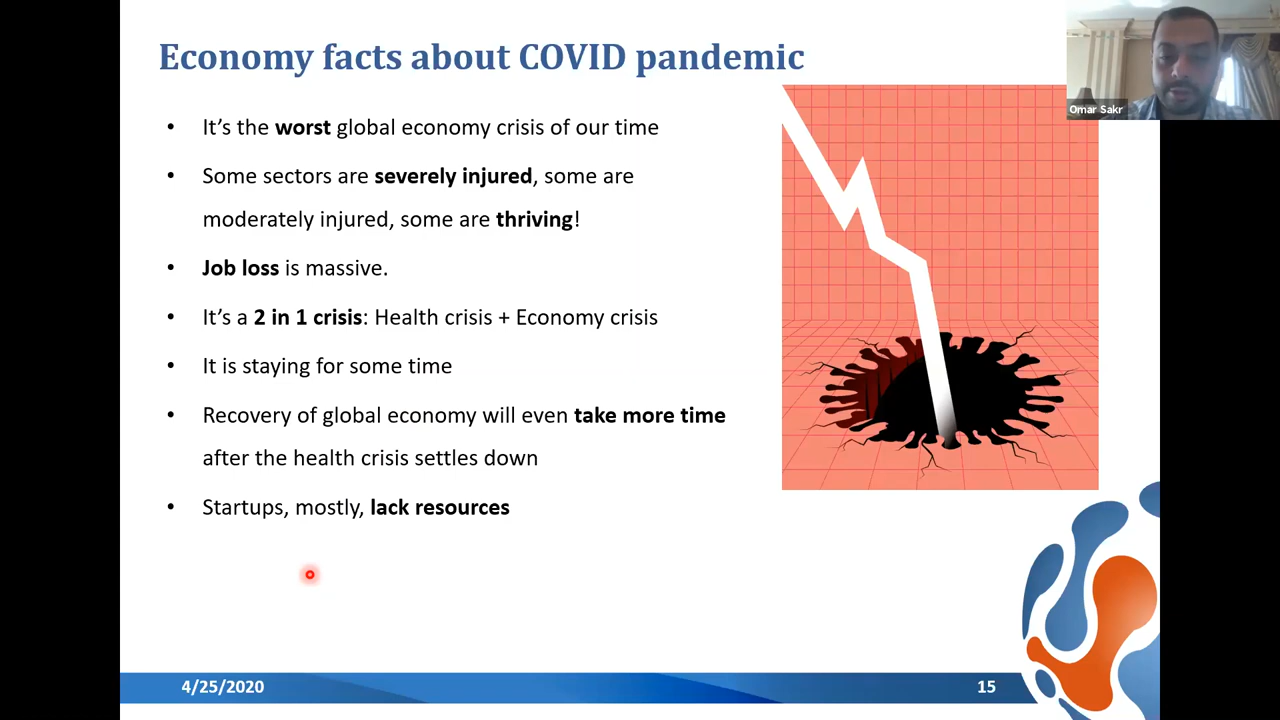 Economy facts about COVID pandemic
Omar Sakr
• It’s the worst global economy crisis of our time
• Some sectors are severely injured, some are
moderately injured, some are thriving!
• Job loss is massive.
• It’s a 2 in 1 crisis: Health crisis + Economy crisis
• It is staying for some time
• Recovery of global economy will even take more time
after the health crisis settles down
• Startups, mostly, lack resources
4/25/2020
15